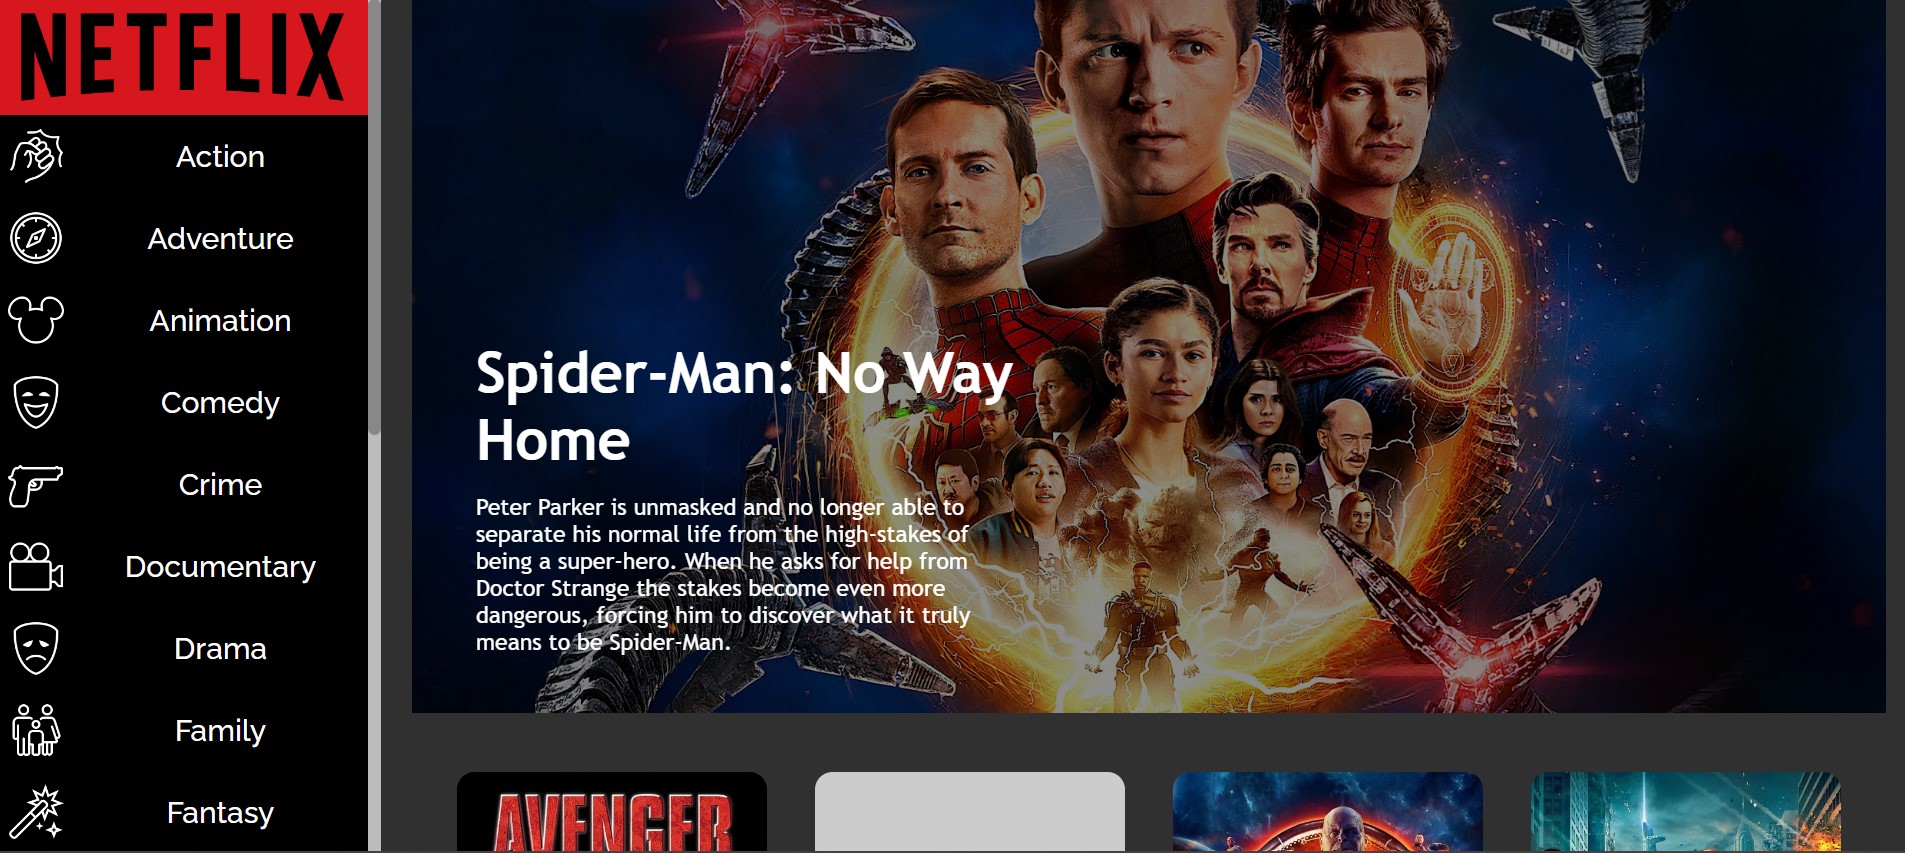 NETFLIX
Action
Adventure
Animation
Comedy
Crime
Documentary
Drama
Family
Fantasy
Spider-Man: No Way
Home
Peter Parker is unmasked and no longer able to
separate his normal life from the high-stakes of
being a super-hero. When he asks for help from
Doctor Strange the stakes become even more
dangerous, forcing him to discover what it truly
means to be Spider-Man.
AVENGER